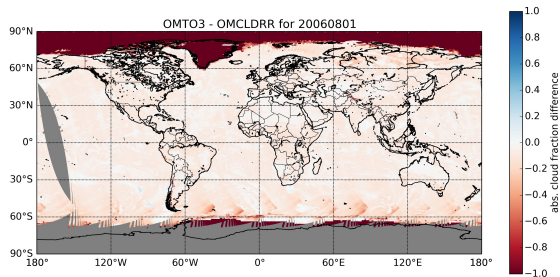 OMTO3 - OMCLDRR for 20060801
90°N
60°N
30°N
0°
30°S
60°S
90°S
180°
120°W
60°W
0°
60°E
120°E
180°
1.0
0.8
0.6
0.4
0.2
0.0
−0.2
−0.4
−0.6
−0.8
−1.0
abs. cloud fraction difference